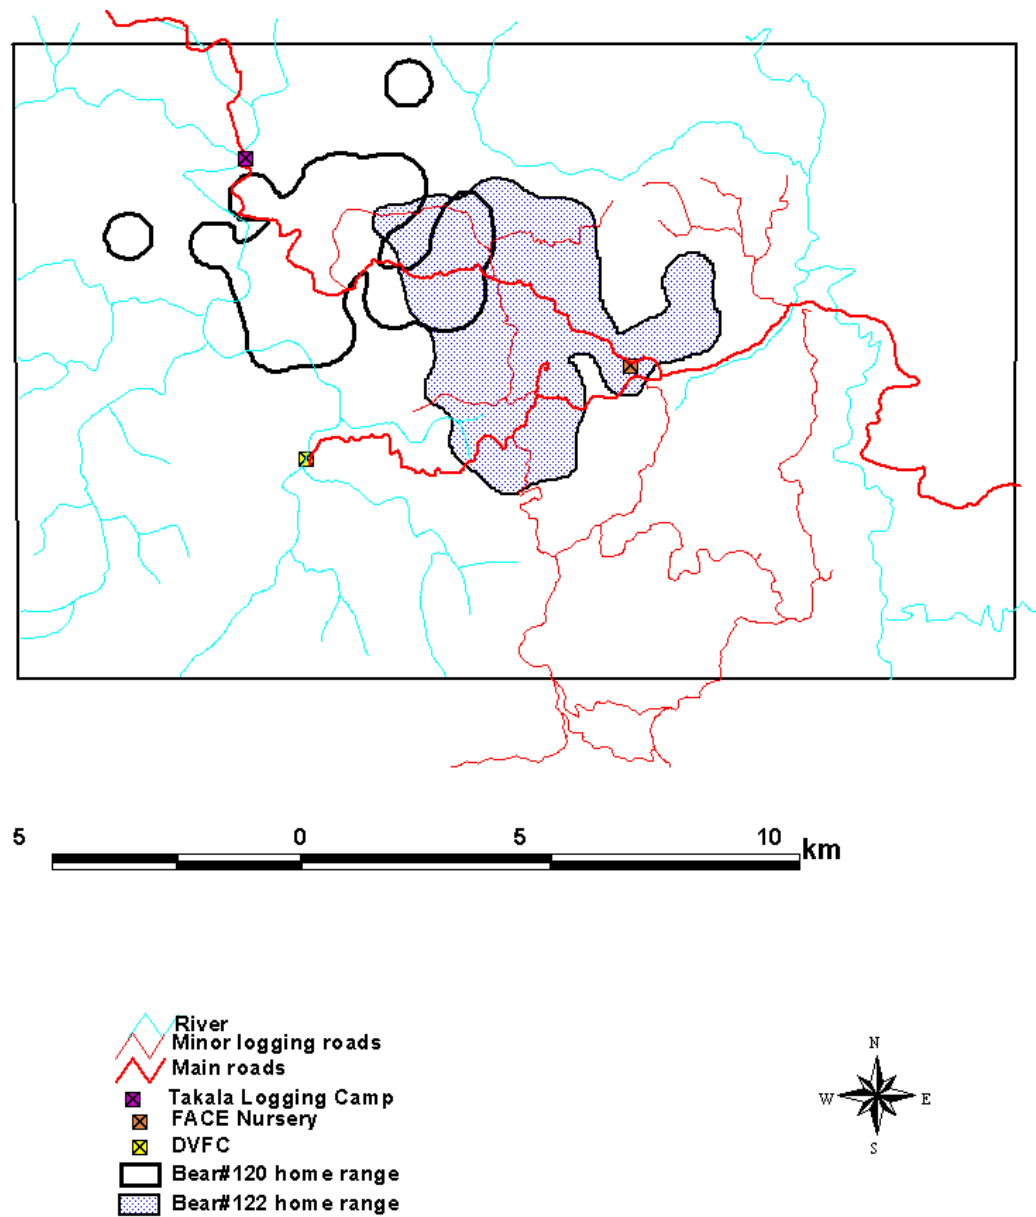 5 0 5 10 km
River
Minor logging roads
Main roads
Takala Logging Camp
FACE Nursery
DVFC
Bear#120 home range
Bear#122 home range
N
W E
S